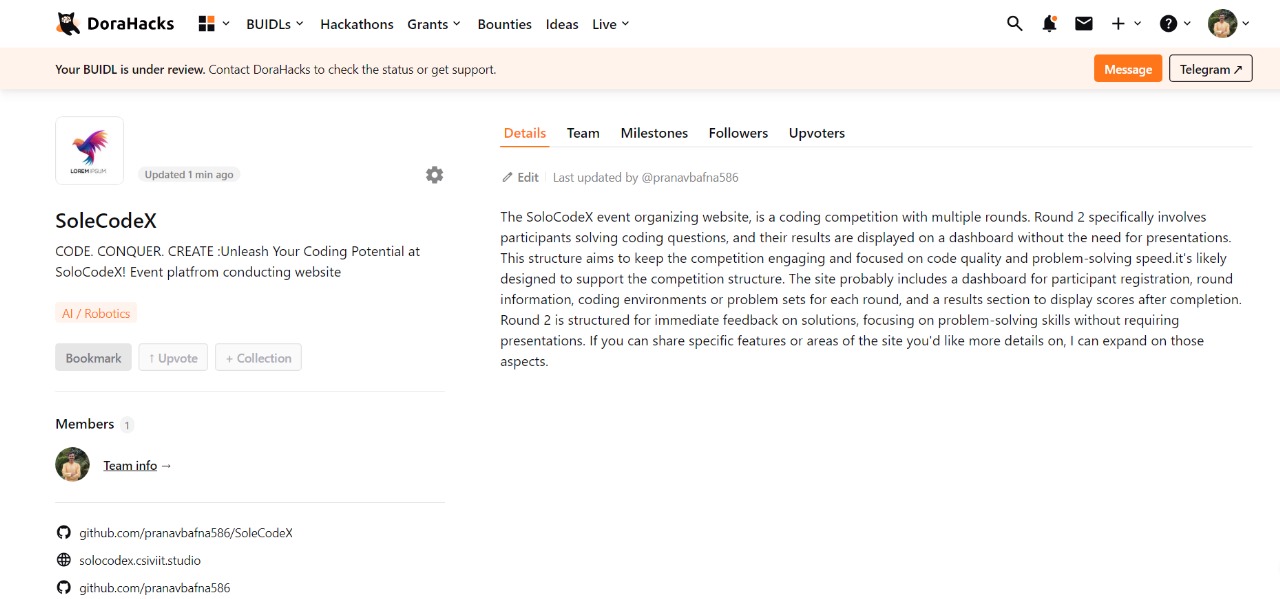 DoraHacks BUIDLs Hackathons Grants Bounties Ideas Live
Your BUIDL is under review. Contact DoraHacks to check the status or get support. Message Telegram ↗
LOREM IPSUM
Updated 1 min ago
SoleCodeX
CODE. CONQUER. CREATE :Unleash Your Coding Potential at
SoloCodeX! Event platfrom conducting website
AI / Robotics
Bookmark ↑ Upvote + Collection
Members 1
Team info →
github.com/pranavbafna586/SoleCodeX
solocodex.csiviit.studio
github.com/pranavbafna586
Details Team Milestones Followers Upvoters
Edit Last updated by @pranavbafna586
The SoloCodeX event organizing website, is a coding competition with multiple rounds. Round 2 specifically involves
participants solving coding questions, and their results are displayed on a dashboard without the need for presentations.
This structure aims to keep the competition engaging and focused on code quality and problem-solving speed.it's likely
designed to support the competition structure. The site probably includes a dashboard for participant registration, round
information, coding environments or problem sets for each round, and a results section to display scores after completion.
Round 2 is structured for immediate feedback on solutions, focusing on problem-solving skills without requiring
presentations. If you can share specific features or areas of the site you'd like more details on, I can expand on those
aspects.